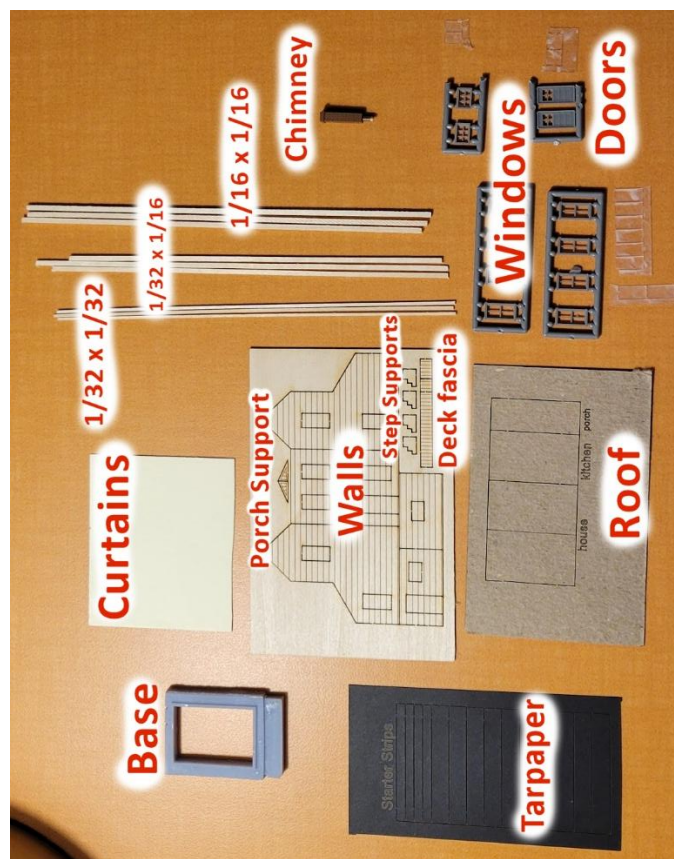 Chimney
Doors
Windows
1/16 x 1/16
1/32 x 1/16
1/32 x 1/32
Curtains
Porch Support
Walls
Step Supports
Deck fascia
Roof
house
kitchen
porch
Base
Starter Strips
Tarpaper